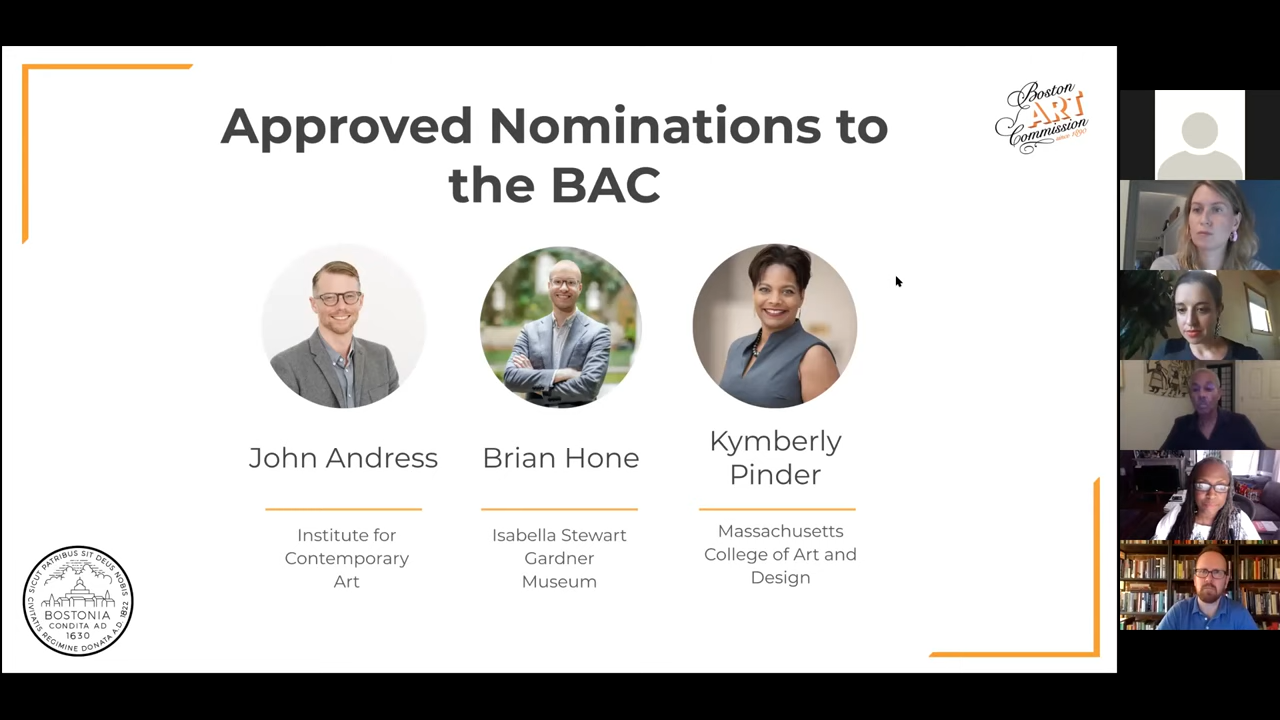 Approved Nominations to
the BAC
Boston
ART
Commission
since 1890
John Andress
Brian Hone
Kymberly
Pinder
Institute for
Contemporary
Art
Isabella Stewart
Gardner
Museum
Massachusetts
College of Art and
Design
SICUT PATRIBUS SIT DEUS NOBIS
CIVITATIS REGIMINE DONATA A.D. 1822
BOSTONIA
CONDITA AD
1630